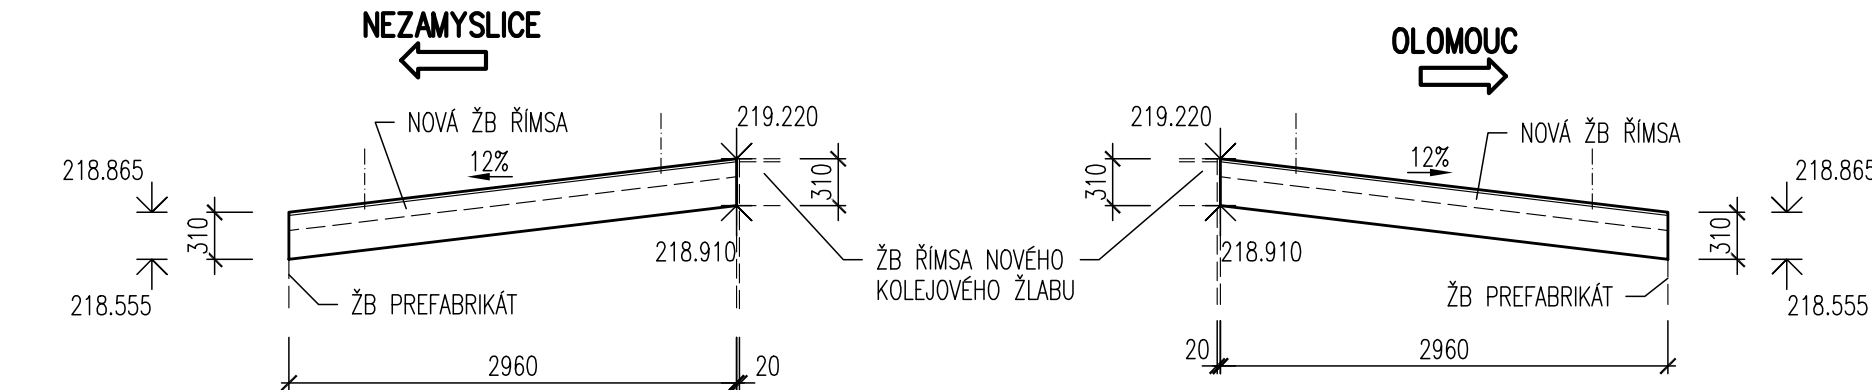 NEZAMYSLICE
OLOMOUC
NOVÁ ŽB ŘÍMSA
12%
219.220
218.865
310
310
218.910
218.555
ŽB PREFABRIKÁT
2960
20
ŽB ŘÍMSA NOVÉHO
KOLEJOVÉHO ŽLABU
219.220
NOVÁ ŽB ŘÍMSA
12%
218.865
310
310
218.910
ŽB PREFABRIKÁT
218.555
20
2960